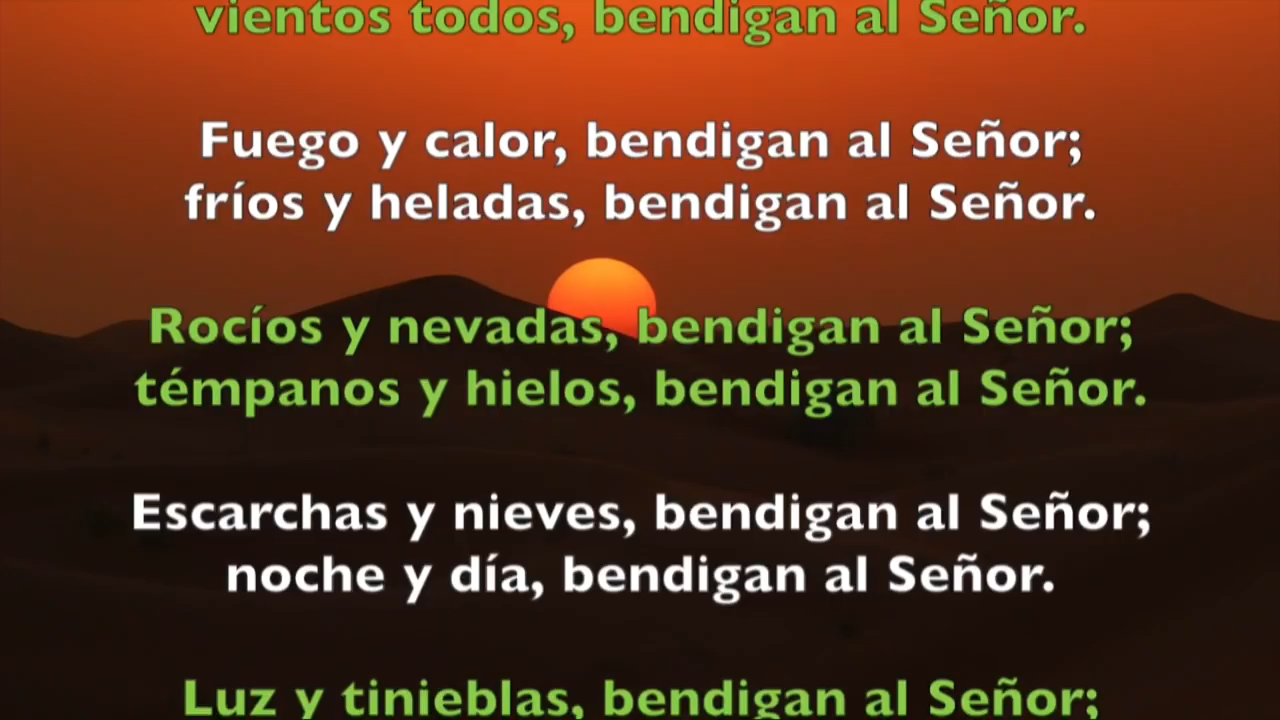 vientos todos, bendigan al Señor.
Fuego y calor, bendigan al Señor;
fríos y heladas, bendigan al Señor.
Rocíos y nevadas, bendigan al Señor;
témpanos y hielos, bendigan al Señor.
Escarchas y nieves, bendigan al Señor;
noche y día, bendigan al Señor.
Luz y tinieblas, bendigan al Señor;